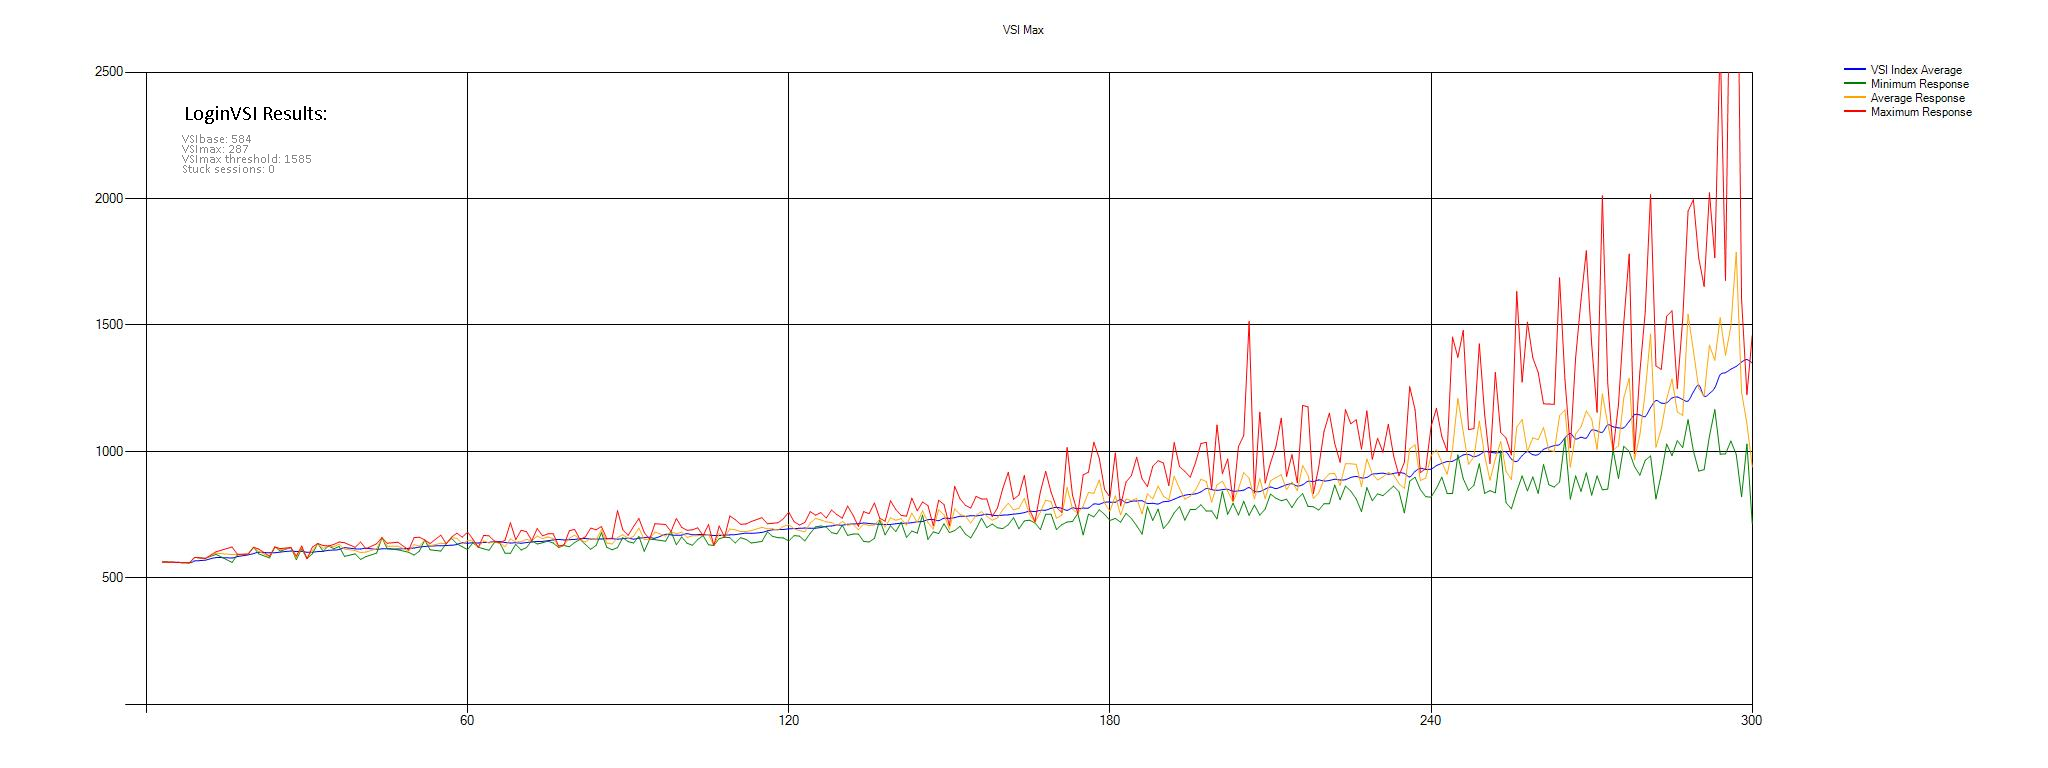 VSI Max
2500
2000
1500
1000
500
LoginVSI Results:
VSIbase: 584
VSImax: 287
VSImax threshold: 1585
Stuck sessions: 0
VSI Index Average
Minimum Response
Average Response
Maximum Response
60
120
180
240
300